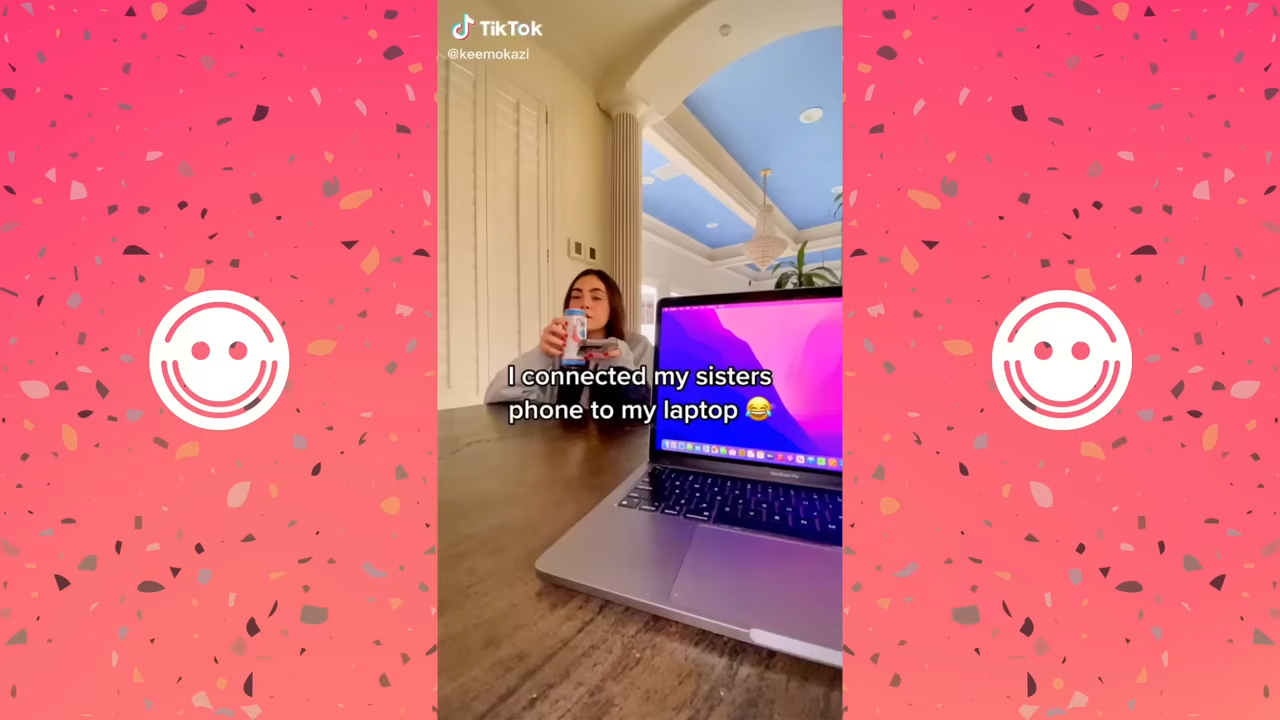 TikTok
@keemokazi
I connected my sisters
phone to my laptop 😂